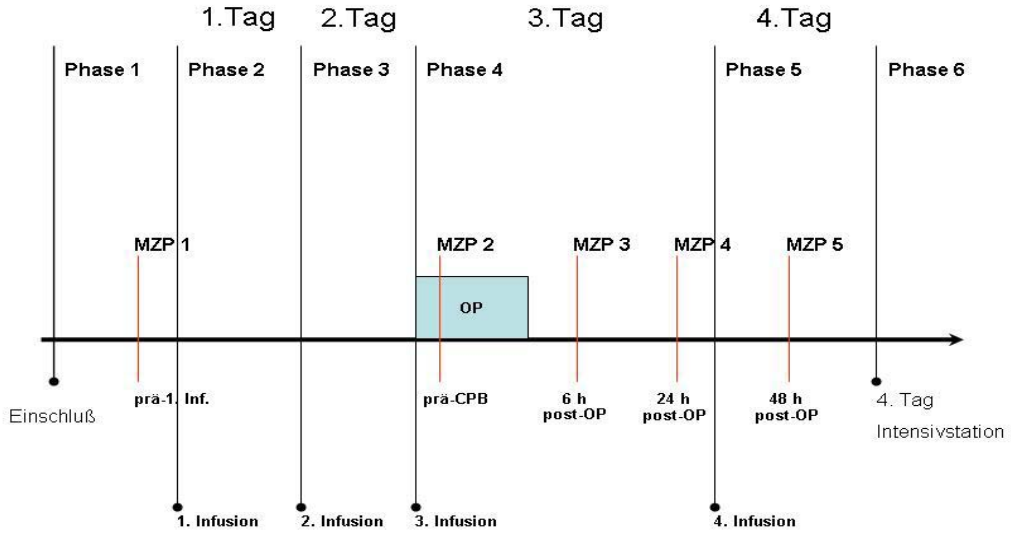 1.Tag
2.Tag
3.Tag
4.Tag
Phase 1
Phase 2
Phase 3
Phase 4
Phase 5
Phase 6
MZP 1
MZP 2
MZP 3
MZP 4
MZP 5
OP
Einschluß
prä-1. Inf.
prä-CPB
6 h
post-OP
24 h
post-OP
48 h
post-OP
4. Tag
Intensivstation
1. Infusion
2. Infusion
3. Infusion
4. Infusion